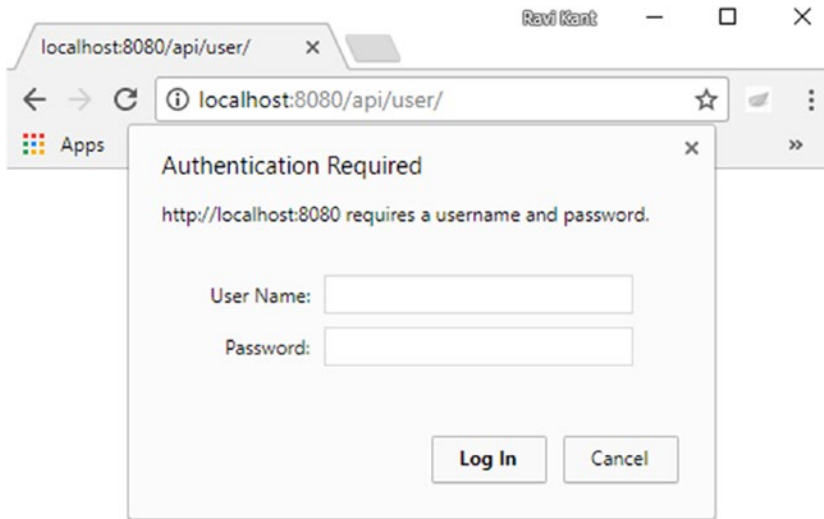 Ravi Kant
localhost:8080/api/user/
localhost:8080/api/user/
Apps
»
Authentication Required
http://localhost:8080 requires a username and password.
User Name:
Password:
Log In
Cancel